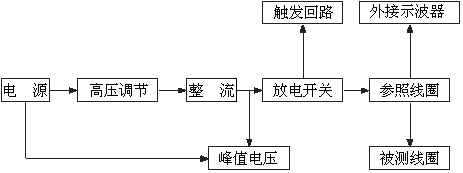 触发回路
外接示波器
电 源
高压调节
整 流
放电开关
参照线圈
峰值电压
被测线圈